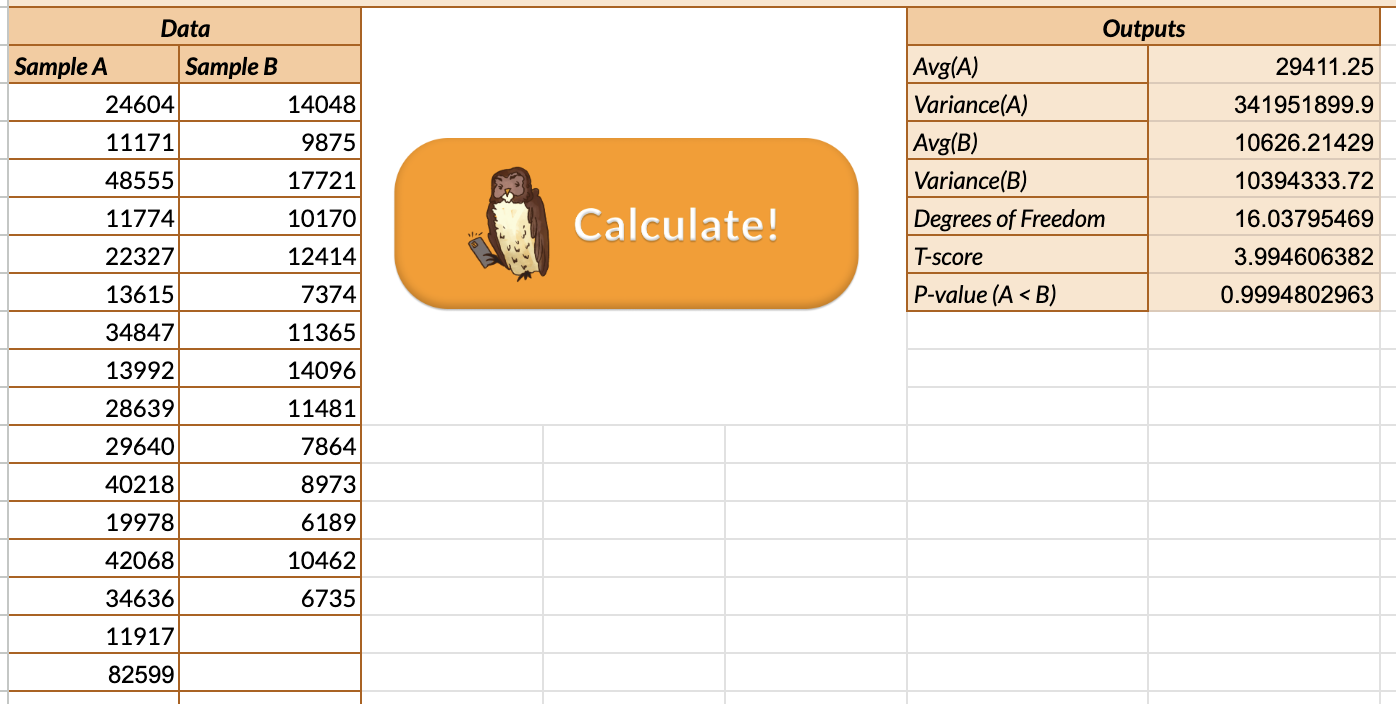 Data Outputs
Sample A Sample B Avg(A) 29411.25
24604 14048 Variance(A) 341951899.9
11171 9875 Avg(B) 10626.21429
48555 17721 Variance(B) 10394333.72
11774 10170 Degrees of Freedom 16.03795469
22327 12414 T-score 3.994606382
13615 7374 P-value (A < B) 0.9994802963
34847 11365
13992 14096
28639 11481
29640 7864
40218 8973
19978 6189
42068 10462
34636 6735
11917
82599
Calculate!